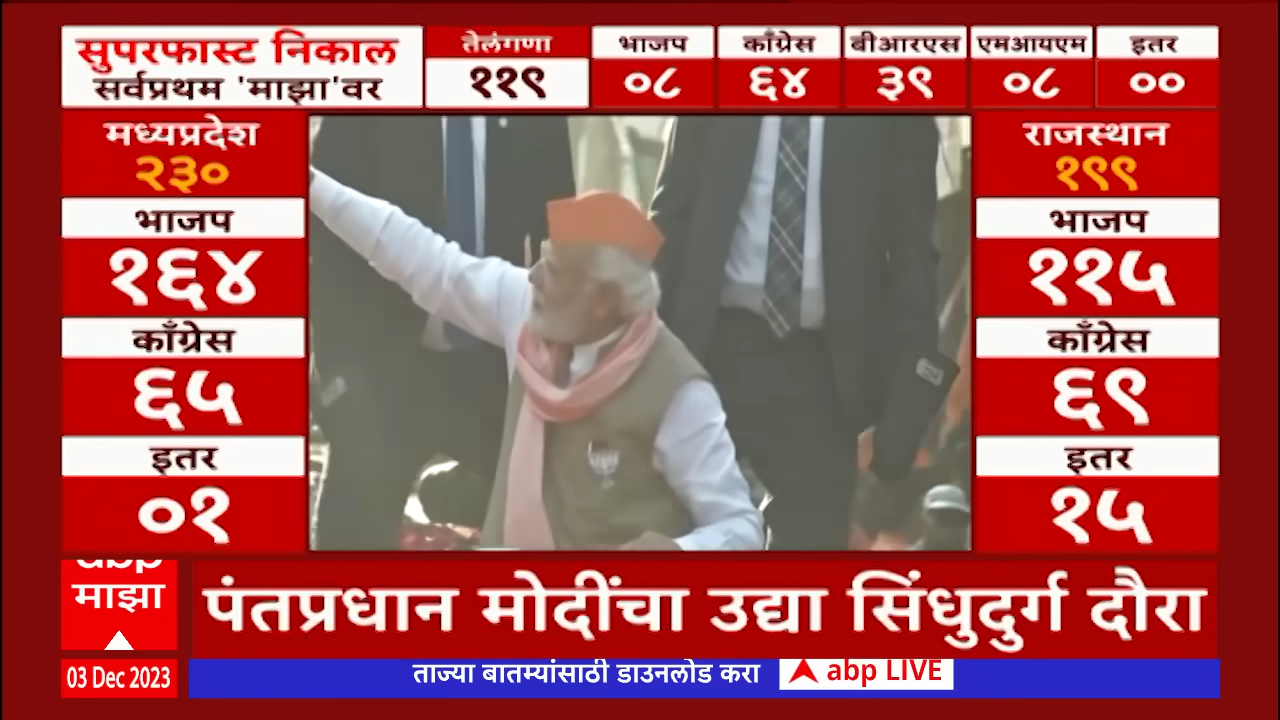 सुपरफास्ट निकाल
सर्वप्रथम 'माझा'वर
तेलंगणा
११९
भाजप
०८
काँग्रेस
६४
बीआरएस
३९
एमआयएम
०८
इतर
००
मध्यप्रदेश
२३०
भाजप
१६४
काँग्रेस
६५
इतर
०१
राजस्थान
१९९
भाजप
११५
काँग्रेस
६९
इतर
१५
abp
माझा
पंतप्रधान मोदींचा उद्या सिंधुदुर्ग दौरा
03 Dec 2023
ताज्या बातम्यांसाठी डाउनलोड करा abp LIVE